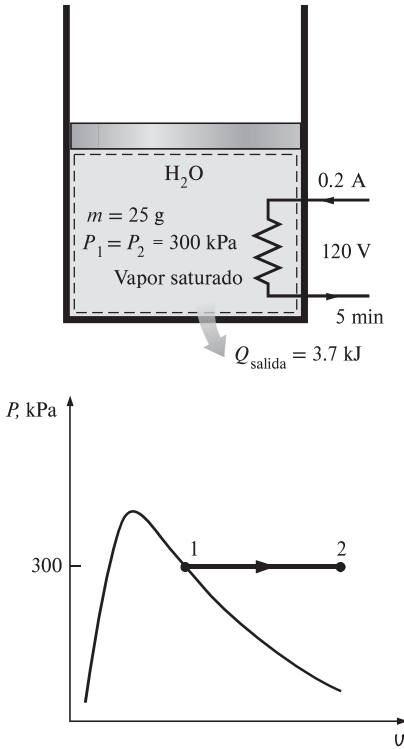 H₂O
0.2 A
m = 25 g
P₁ = P₂ = 300 kPa
120 V
Vapor saturado
5 min
Q salida = 3.7 kJ
P, kPa
1
2
300
υ